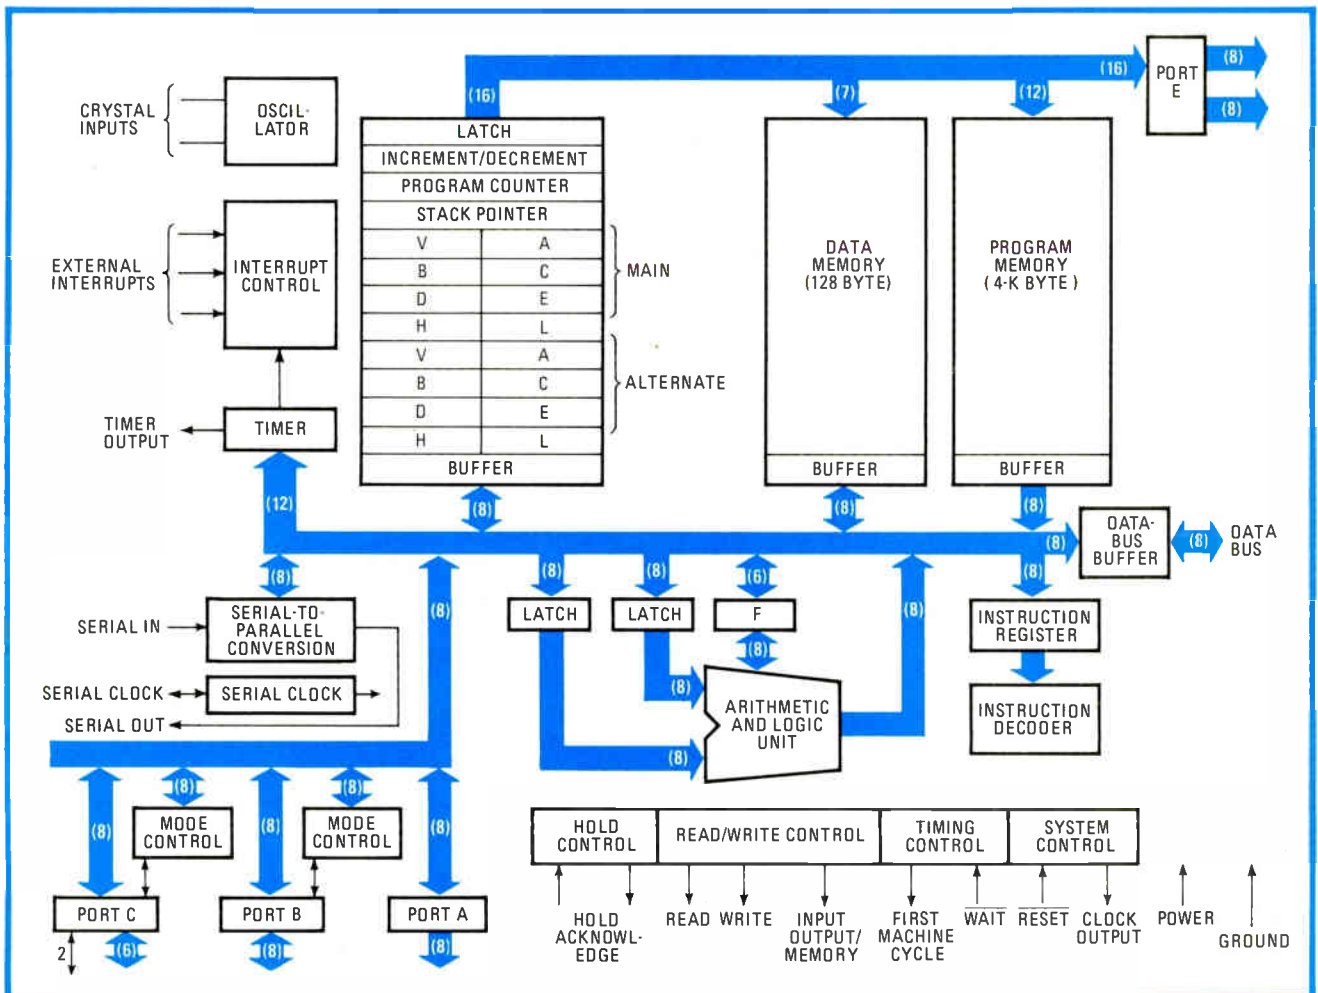 CRYSTAL
INPUTS
OSCIL-
LATOR
EXTERNAL
INTERRUPTS
INTERRUPT
CONTROL
TIMER
OUTPUT
TIMER
(12)
(16)
LATCH
INCREMENT/DECREMENT
PROGRAM COUNTER
STACK POINTER
V A
B C
D E
H L
MAIN
V A
B C
D E
H L
ALTERNATE
BUFFER
(8)
(7)
DATA
MEMORY
(128 BYTE)
BUFFER
(8)
(12)
PROGRAM
MEMORY
(4-K BYTE)
BUFFER
(8)
(16)
PORT
E
(8)
(8)
(8)
DATA-
BUS
BUFFER
(8)
DATA
BUS
(8)
SERIAL IN
SERIAL-TO-
PARALLEL
CONVERSION
SERIAL CLOCK
SERIAL CLOCK
SERIAL OUT
(8)
(8)
LATCH
(8)
(8)
LATCH
(8)
(6)
F
(8)
ARITHMETIC
AND LOGIC
UNIT
(8)
(8)
INSTRUCTION
REGISTER
INSTRUCTION
DECODER
(8)
(8)
MODE
CONTROL
(8)
(8)
MODE
CONTROL
(8)
PORT C
PORT B
PORT A
2
(6)
(8)
(8)
HOLD
CONTROL
READ/WRITE CONTROL
TIMING
CONTROL
SYSTEM
CONTROL
HOLD
ACKNOWL-
EDGE
READ
WRITE
INPUT
OUTPUT/
MEMORY
FIRST
MACHINE
CYCLE
WAIT
RESET
CLOCK
OUTPUT
POWER
GROUND